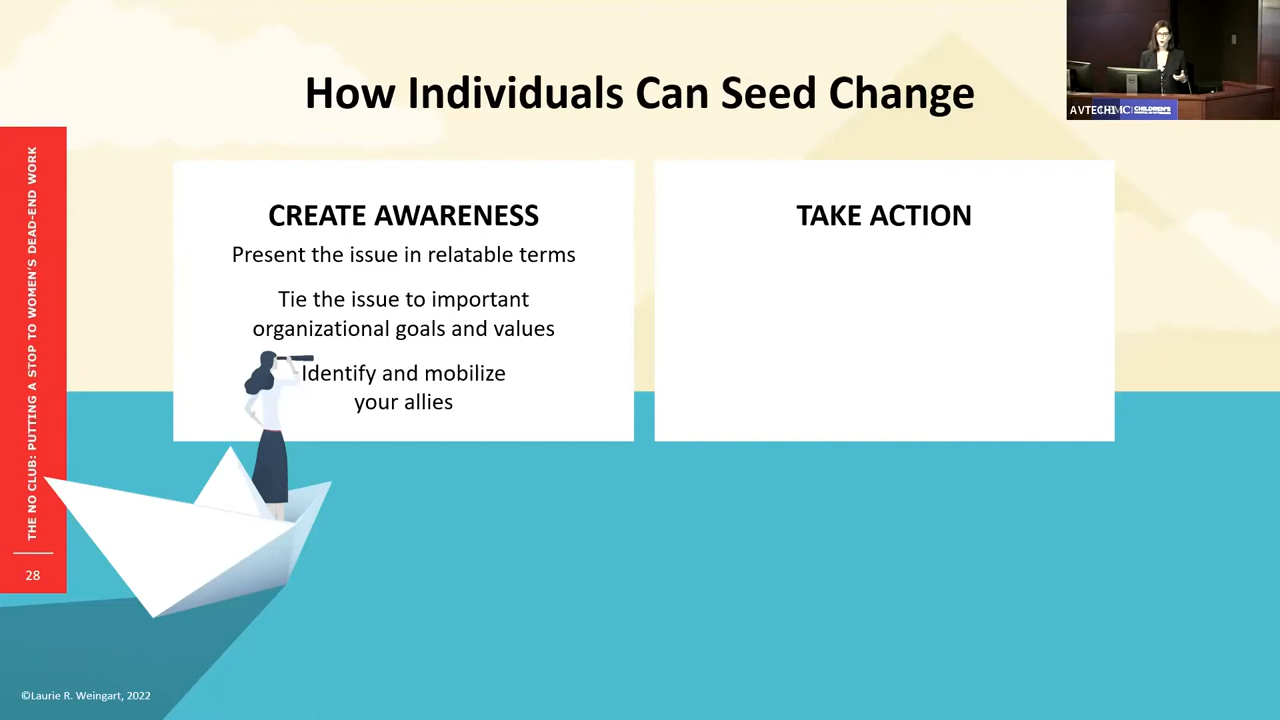 How Individuals Can Seed Change
CREATE AWARENESS
Present the issue in relatable terms
Tie the issue to important
organizational goals and values
Identify and mobilize
your allies
TAKE ACTION
THE NO CLUB: PUTTING A STOP TO WOMEN'S DEAD-END WORK
28
©Laurie R. Weingart, 2022
CHILDREN'S